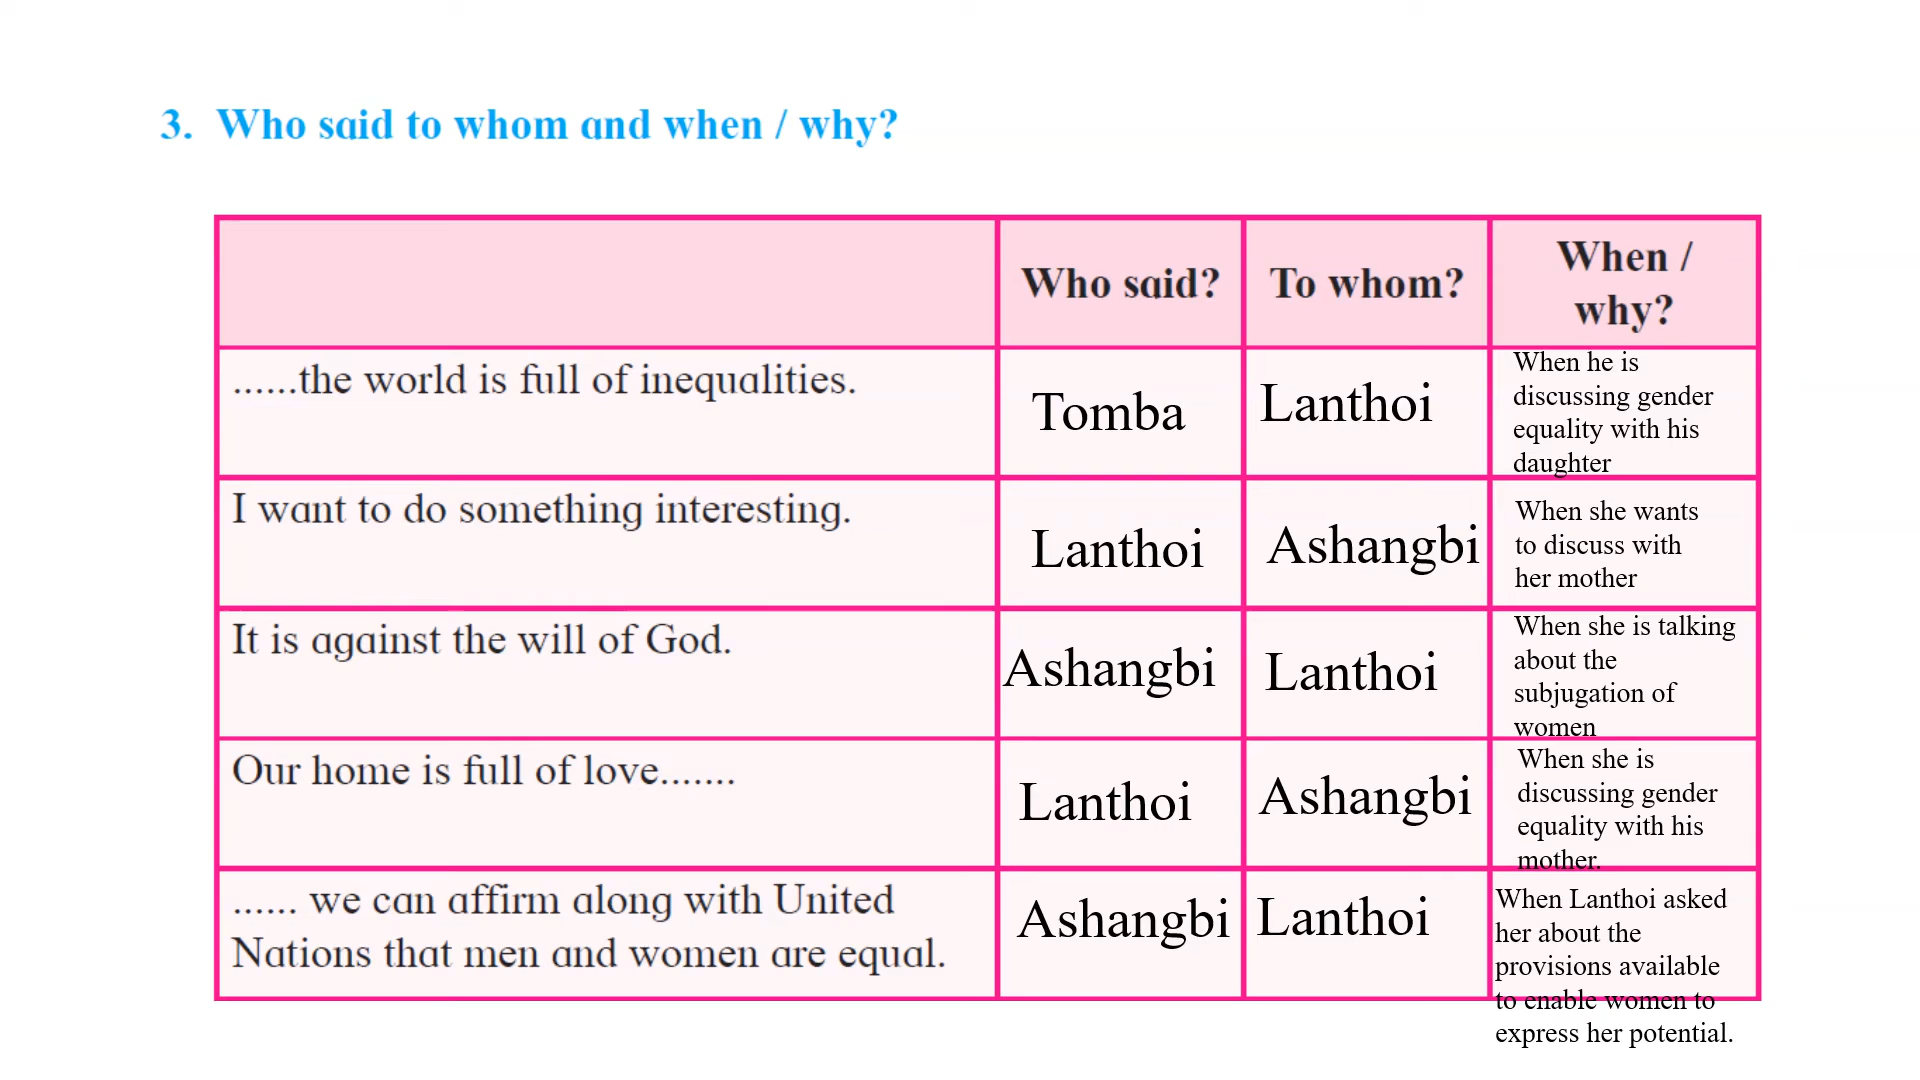 3. Who said to whom and when / why?
Who said?
To whom?
When /
why?
......the world is full of inequalities.
Tomba
Lanthoi
When he is
discussing gender
equality with his
daughter
I want to do something interesting.
Lanthoi
Ashangbi
When she wants
to discuss with
her mother
It is against the will of God.
Ashangbi
Lanthoi
When she is talking
about the
subjugation of
women
Our home is full of love.......
Lanthoi
Ashangbi
When she is
discussing gender
equality with his
mother.
...... we can affirm along with United
Nations that men and women are equal.
Ashangbi
Lanthoi
When Lanthoi asked
her about the
provisions available
to enable women to
express her potential.